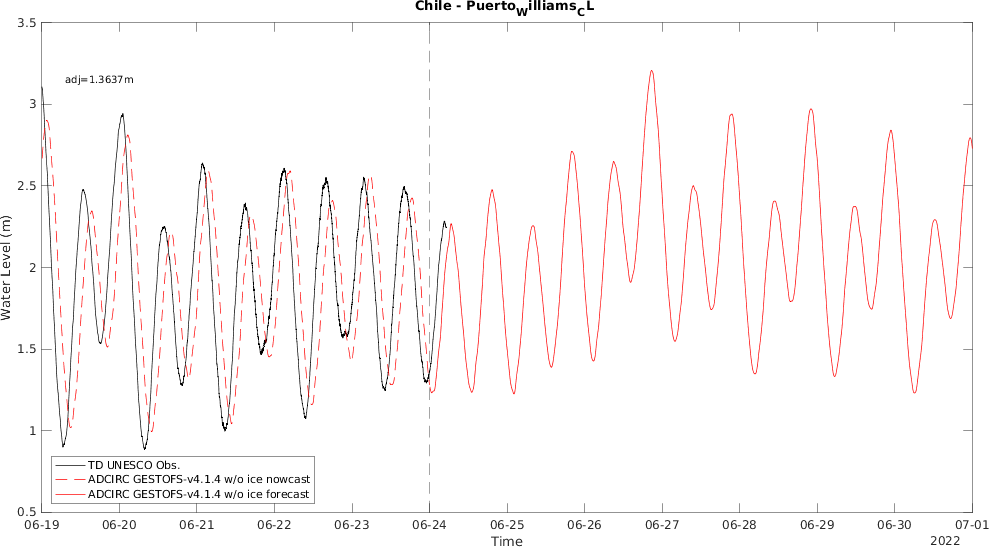 Chile - PuertoWilliamsCL
adj=1.3637m
3.5
3
2.5
2
1.5
1
0.5
Water Level (m)
TD UNESCO Obs.
ADCIRC GESTOFS-v4.1.4 w/o ice nowcast
ADCIRC GESTOFS-v4.1.4 w/o ice forecast
06-19 06-20 06-21 06-22 06-23 06-24 06-25 06-26 06-27 06-28 06-29 06-30 07-01
Time
2022